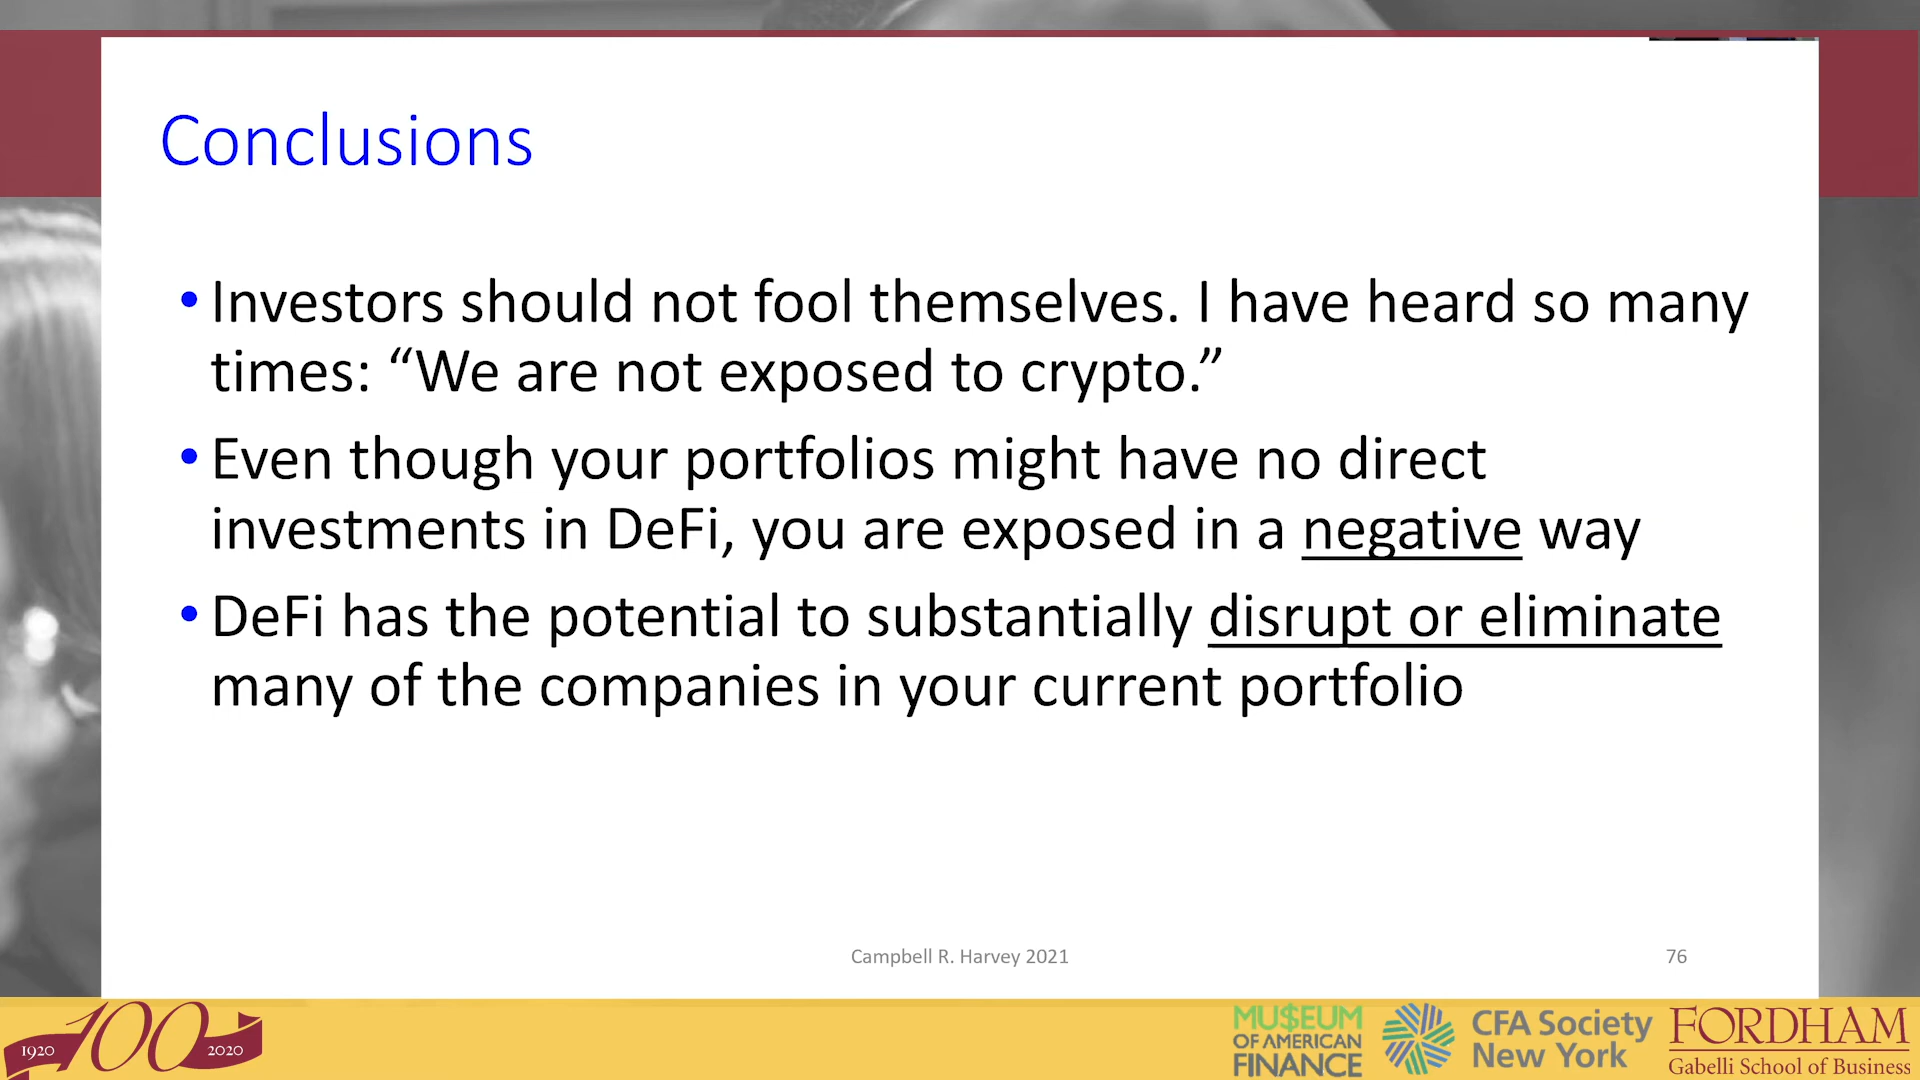 Conclusions
• Investors should not fool themselves. I have heard so many
times: “We are not exposed to crypto.”
• Even though your portfolios might have no direct
investments in DeFi, you are exposed in a negative way
• DeFi has the potential to substantially disrupt or eliminate
many of the companies in your current portfolio
Campbell R. Harvey 2021
76
1920 100 2020
MU$EUM
OF AMERICAN
FINANCE
CFA Society
New York
FORDHAM
Gabelli School of Business